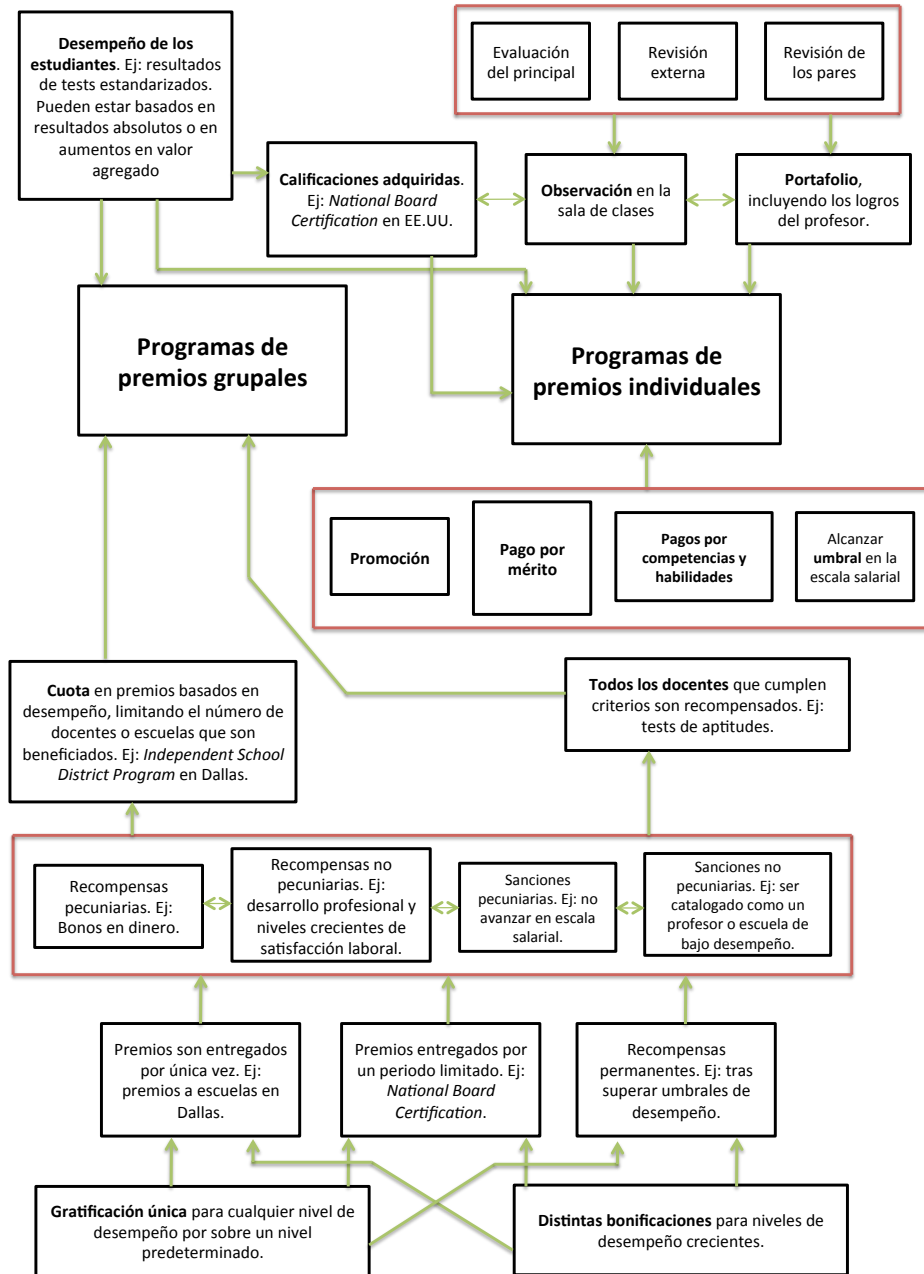 Desempeño de los
estudiantes. Ej: resultados
de tests estandarizados.
Pueden estar basados en
resultados absolutos o en
aumentos en valor
agregado
Evaluación
del principal
Revisión
externa
Revisión de
los pares
Calificaciones adquiridas.
Ej: National Board
Certification en EE.UU.
Observación en la
sala de clases
Portafolio,
incluyendo los logros
del profesor.
Programas de
premios grupales
Programas de
premios individuales
Promoción
Pago por
mérito
Pagos por
competencias y
habilidades
Alcanzar
umbral en la
escala salarial
Cuota en premios basados en
desempeño, limitando el número de
docentes o escuelas que son
beneficiados. Ej: Independent School
District Program en Dallas.
Todos los docentes que cumplen
criterios son recompensados. Ej:
tests de aptitudes.
Recompensas
pecuniarias. Ej:
Bonos en dinero.
Recompensas no
pecuniarias. Ej:
desarrollo profesional y
niveles crecientes de
satisfacción laboral.
Sanciones
pecuniarias. Ej: no
avanzar en escala
salarial.
Sanciones no
pecuniarias. Ej: ser
catalogado como un
profesor o escuela de
bajo desempeño.
Premios son entregados
por única vez. Ej:
premios a escuelas en
Dallas.
Premios entregados por
un periodo limitado. Ej:
National Board
Certification.
Recompensas
permanentes. Ej: tras
superar umbrales de
desempeño.
Gratificación única para cualquier nivel de
desempeño por sobre un nivel
predeterminado.
Distintas bonificaciones para niveles de
desempeño crecientes.